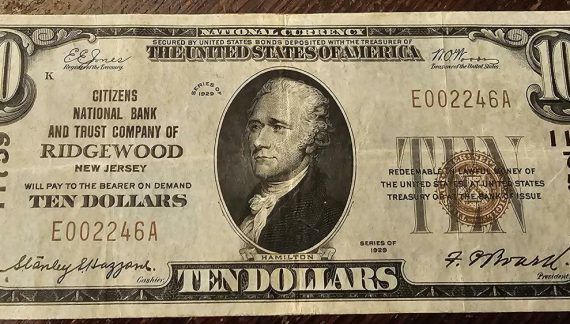 NATIONAL CURRENCY
SECURED BY UNITED STATES BONDS DEPOSITED WITH THE TREASURER OF
THE UNITED STATES OF AMERICA
10
10
E.E. Jones
Register of the Treasury.
W.O. Woods
Treasurer of the United States.
K
SERIES OF
1929
CITIZENS
NATIONAL BANK
AND TRUST COMPANY OF
RIDGEWOOD
NEW JERSEY
WILL PAY TO THE BEARER ON DEMAND
TEN DOLLARS
E002246A
E002246A
TEN
REDEEMABLE IN LAWFUL MONEY OF
THE UNITED STATES AT UNITED STATES
TREASURY OR AT THE BANK OF ISSUE
HAMILTON
SERIES OF
1929
Cashier
President
TEN DOLLARS